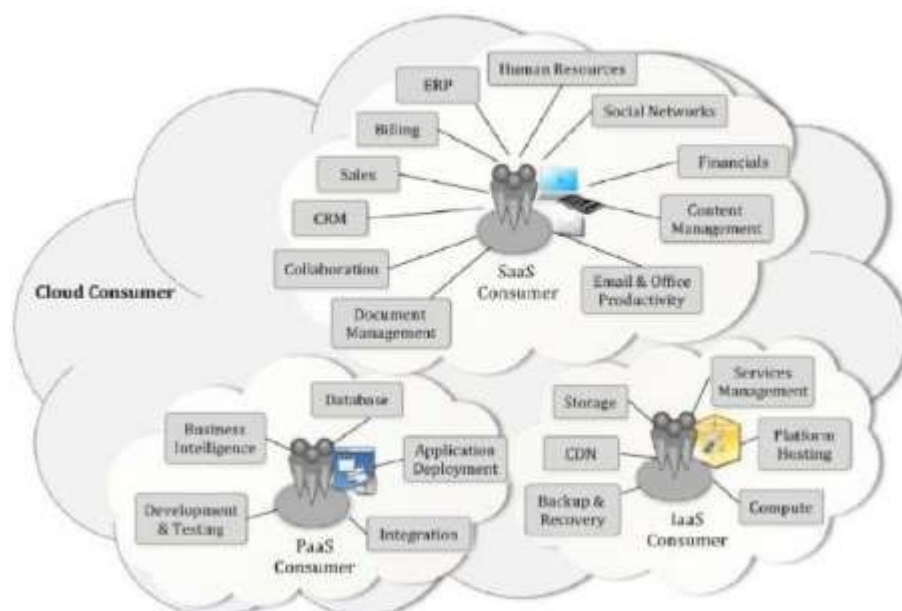 Human Resources
ERP
Social Networks
Billing
Sales
Financials
CRM
Content
Management
Collaboration
SaaS
Consumer
Email & Office
Productivity
Cloud Consumer
Document
Management
Database
Business
Intelligence
Application
Deployment
Development
& Testing
Integration
PaaS
Consumer
Services
Management
Storage
Platform
Hosting
CDN
Backup &
Recovery
Compute
IaaS
Consumer